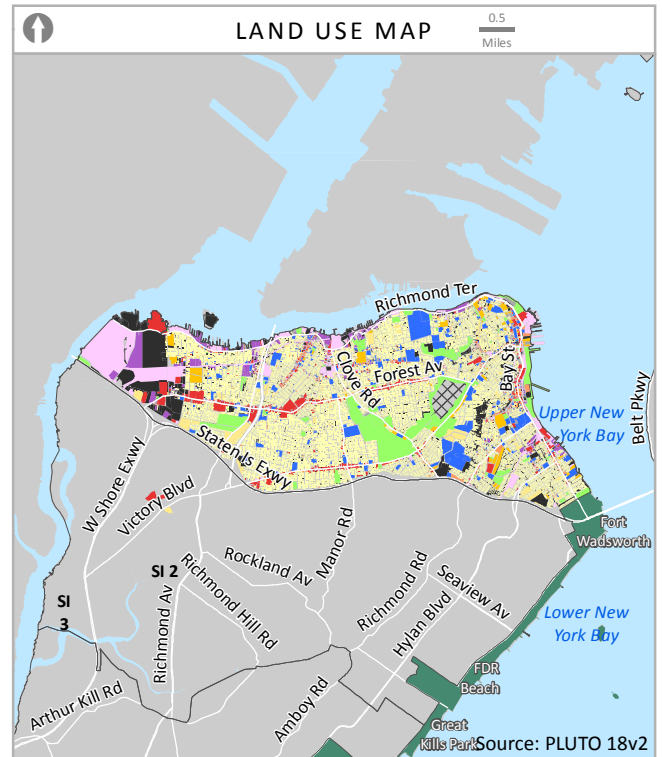 LAND USE MAP
0.5
Miles
Richmond Ter
Clove Rd
Forest Av
Bay St
Upper New
York Bay
Belt Pkwy
Staten Is Expwy
W Shore Exwy
Victory Blvd
Fort
Wadsworth
Manor Rd
Rockland Av
SI 2
Richmond Rd
Seaview Av
SI
3
Richmond Av
Richmond Hill Rd
Hylan Blvd
Lower New
York Bay
FDR
Beach
Arthur Kill Rd
Amboy Rd
Great
Kills Park
Source: PLUTO 18v2